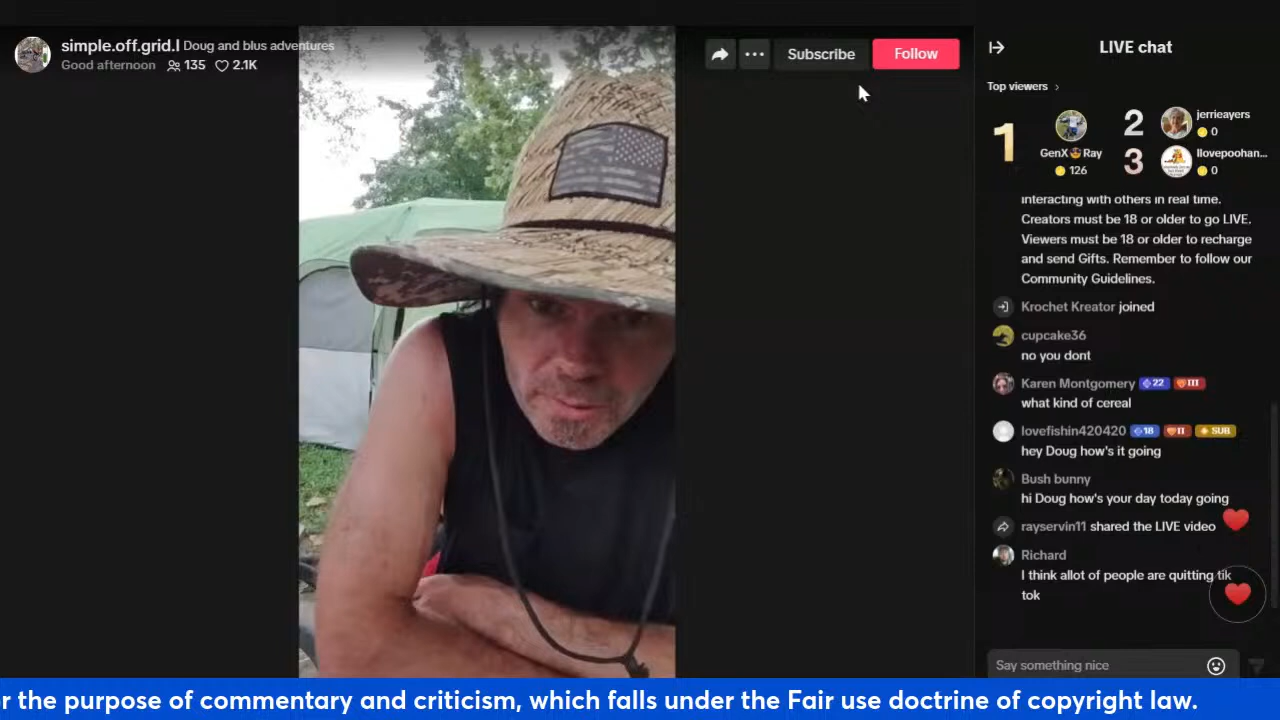 simple.off.grid.l Doug and blus adventures
Good afternoon 135 2.1K
Subscribe
Follow
LIVE chat
Top viewers
1
GenX Ray
126
2
jerrieayers
0
3
Ilovepoohan...
0
interacting with others in real time.
Creators must be 18 or older to go LIVE.
Viewers must be 18 or older to recharge
and send Gifts. Remember to follow our
Community Guidelines.
Krochet Kreator joined
cupcake36
no you dont
Karen Montgomery 22 III
what kind of cereal
lovefishin420420 18 II SUB
hey Doug how's it going
Bush bunny
hi Doug how's your day today going
rayservin11 shared the LIVE video
Richard
I think allot of people are quitting tik
tok
Say something nice
r the purpose of commentary and criticism, which falls under the Fair use doctrine of copyright law.